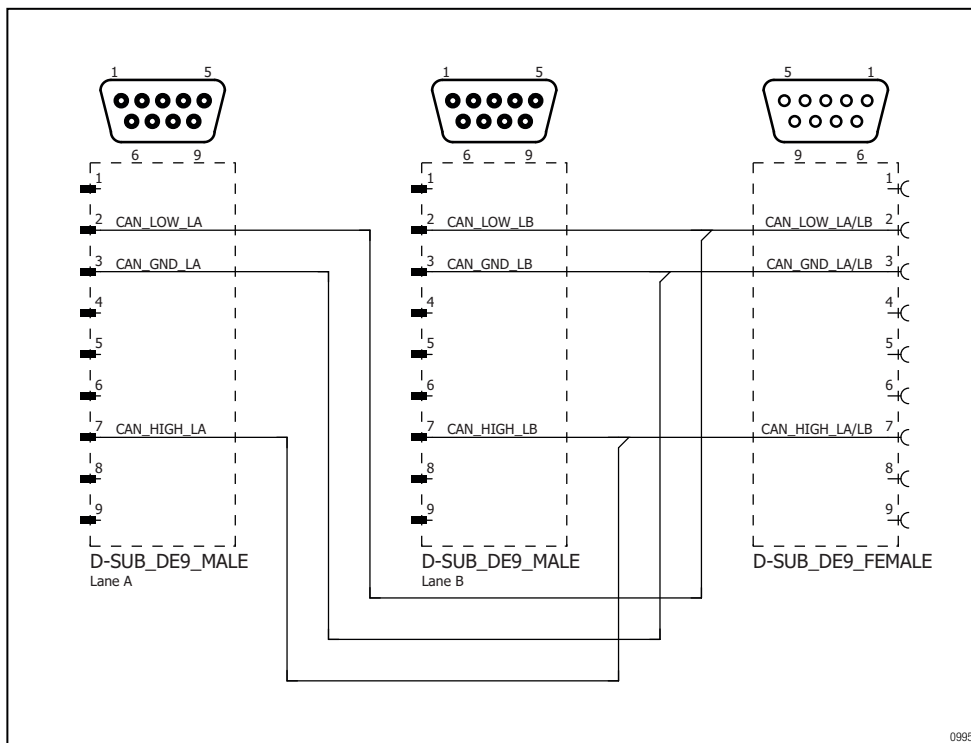 1 5 1 5 5 1
6 9 6 9 9 6
1 1 1
2 CAN_LOW_LA 2 CAN_LOW_LB CAN_LOW_LA/LB 2
3 CAN_GND_LA 3 CAN_GND_LB CAN_GND_LA/LB 3
4 4 4
5 5 5
6 6 6
7 CAN_HIGH_LA 7 CAN_HIGH_LB CAN_HIGH_LA/LB 7
8 8 8
9 9 9
D-SUB_DE9_MALE D-SUB_DE9_MALE D-SUB_DE9_FEMALE
Lane A Lane B
0995